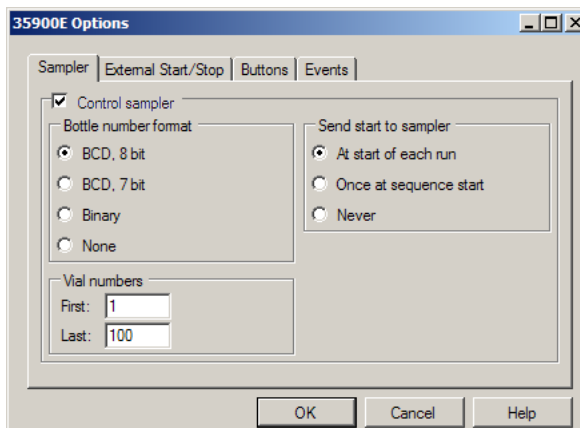 35900E Options
Sampler External Start/Stop Buttons Events
Control sampler
Bottle number format
BCD, 8 bit
BCD, 7 bit
Binary
None
Send start to sampler
At start of each run
Once at sequence start
Never
Vial numbers
First: 1
Last: 100
OK Cancel Help